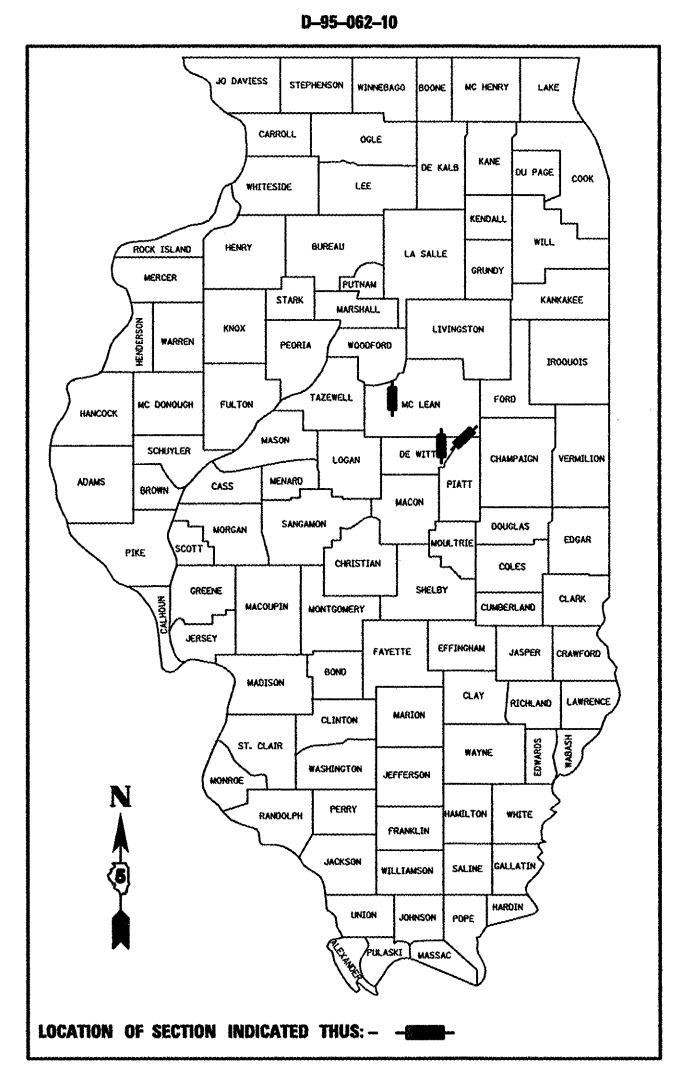 D-95-062-10
JO DAVIESS STEPHENSON WINNEBAGO BOONE MC HENRY LAKE
CARROLL OGLE DE KALB KANE DU PAGE COOK
WHITESIDE LEE KENDALL WILL
ROCK ISLAND HENRY BUREAU LA SALLE GRUNDY
MERCER PUTNAM KANKAKEE
STARK MARSHALL
HENDERSON WARREN KNOX PEORIA WOODFORD LIVINGSTON IROQUOIS
HANCOCK MC DONOUGH FULTON TAZEWELL MC LEAN FORD
SCHUYLER MASON LOGAN DE WITT CHAMPAIGN VERMILION
ADAMS BROWN CASS MENARD PIATT
MACON
PIKE SCOTT MORGAN SANGAMON MOULTRIE DOUGLAS EDGAR
CHRISTIAN COLES
CALHOUN GREENE MACOUPIN MONTGOMERY SHELBY CUMBERLAND CLARK
JERSEY FAYETTE EFFINGHAM JASPER CRAWFORD
MADISON BOND CLAY RICHLAND LAWRENCE
CLINTON MARION
ST. CLAIR WASHINGTON JEFFERSON WAYNE EDWARDS WABASH
MONROE
RANDOLPH PERRY FRANKLIN HAMILTON WHITE
JACKSON WILLIAMSON SALINE GALLATIN
UNION JOHNSON POPE HARDIN
ALEXANDER PULASKI MASSAC
N
5
LOCATION OF SECTION INDICATED THUS: -